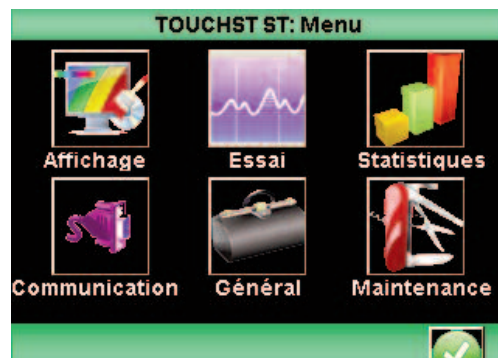 TOUCHST ST: Menu
Affichage Essai Statistiques
Communication Général Maintenance